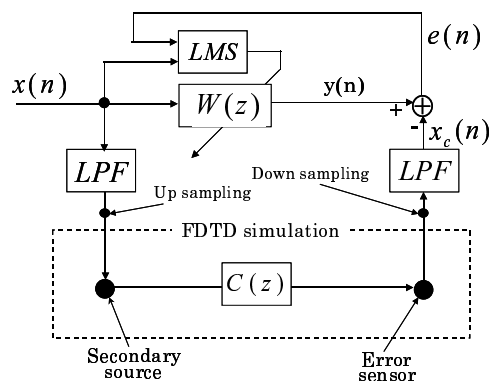 e(n)
LMS
x(n)
W(z)
y(n)
+
-
x_c(n)
LPF
LPF
Up sampling
Down sampling
FDTD simulation
C(z)
Secondary
source
Error
sensor